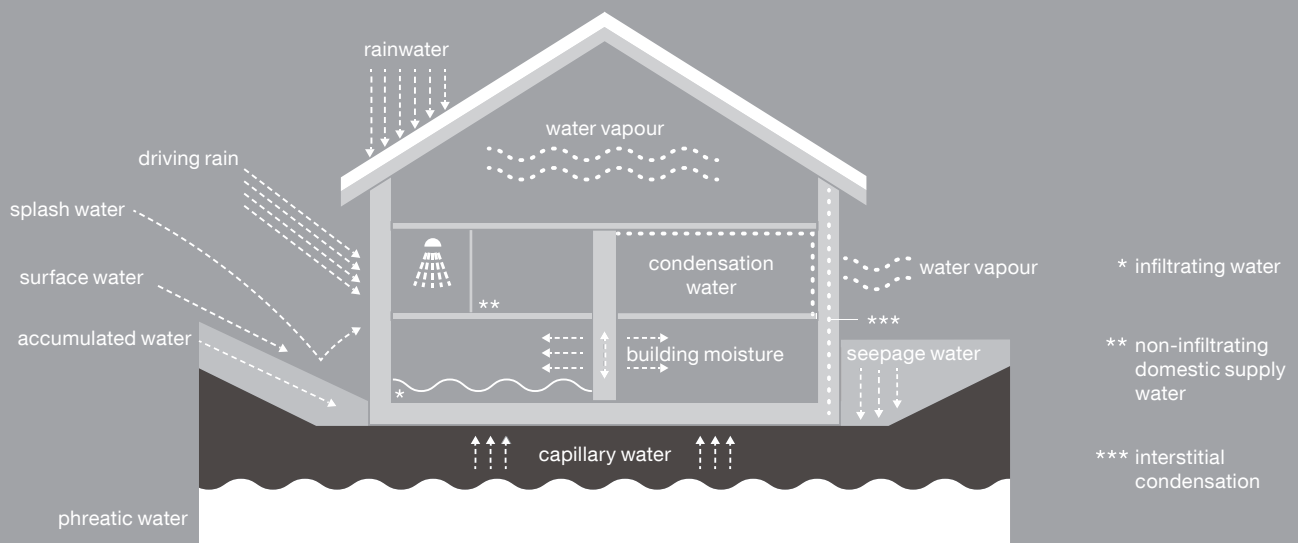 rainwater
water vapour
driving rain
splash water
surface water
accumulated water
condensation
water
**
water vapour
***
building moisture
seepage water
*
capillary water
phreatic water
* infiltrating water
** non-infiltrating
domestic supply
water
*** interstitial
condensation